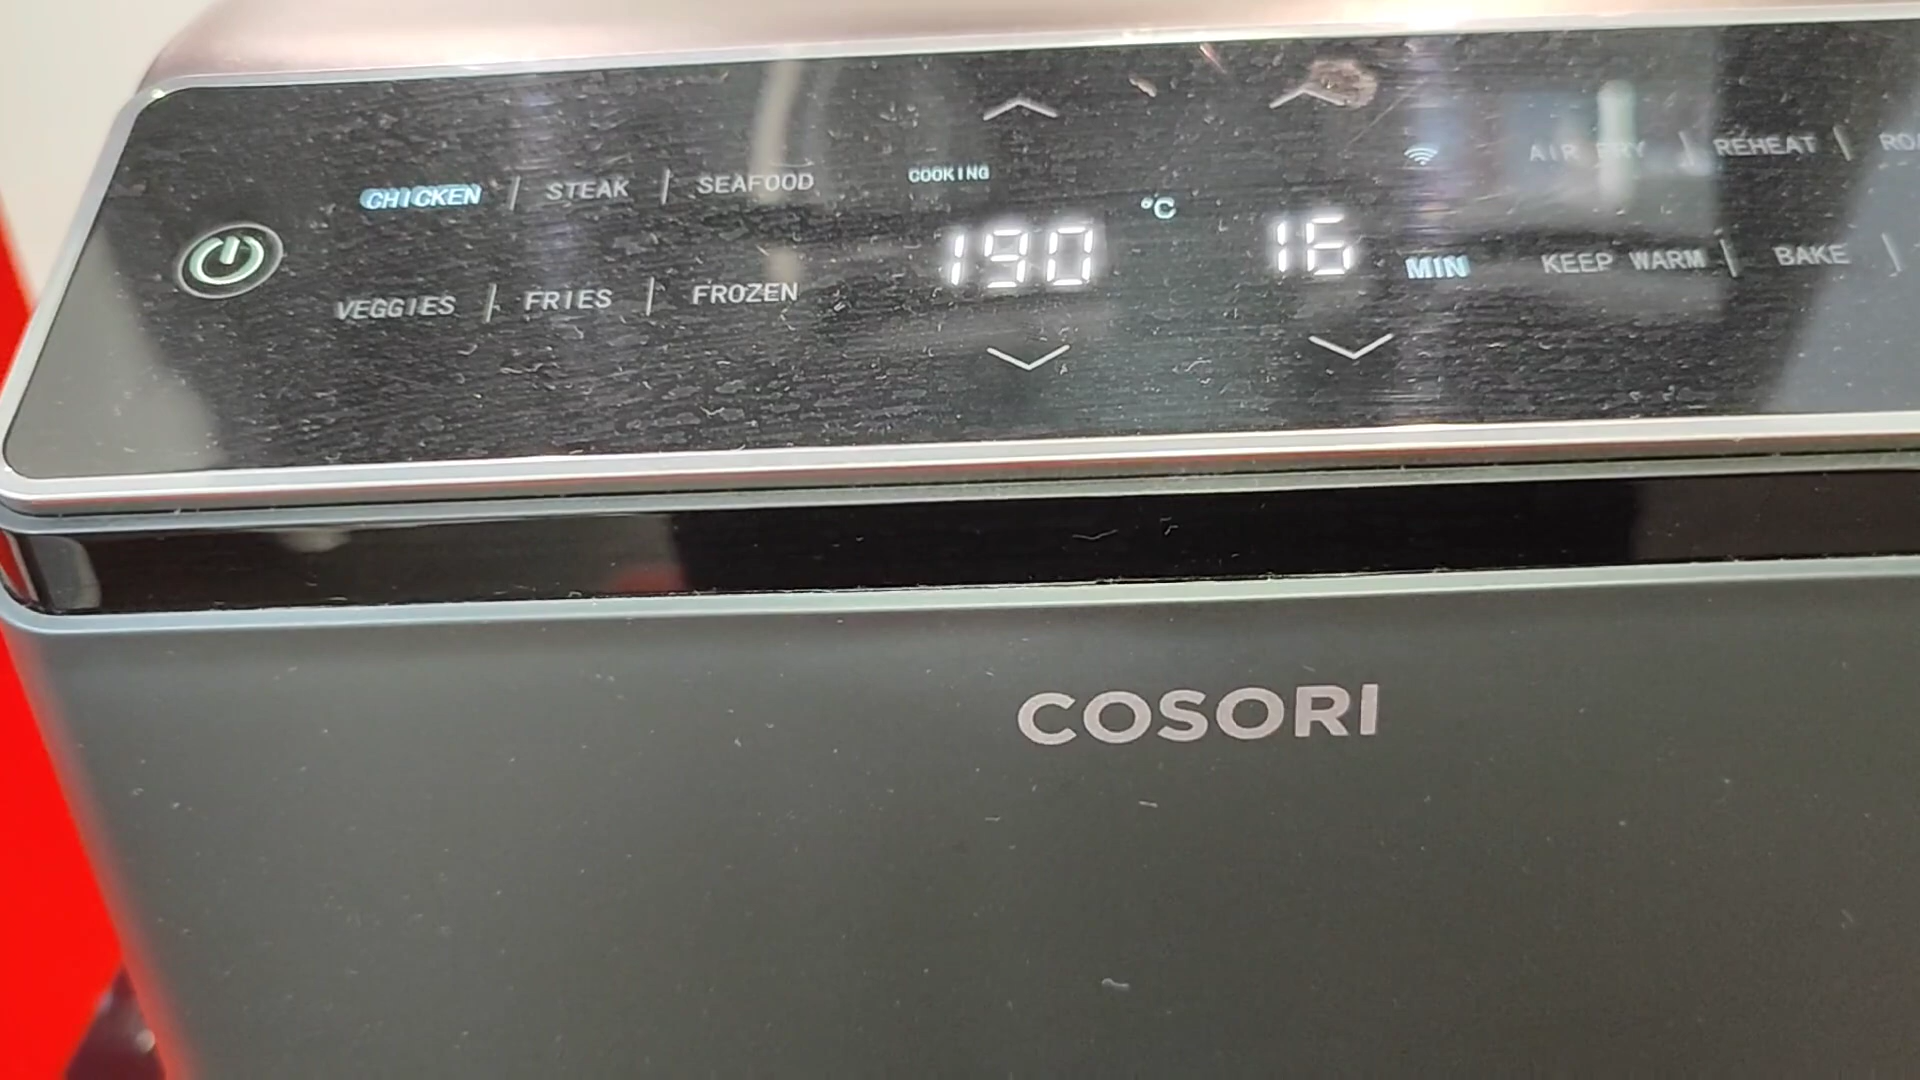 COOKING
CHICKEN | STEAK | SEAFOOD
190 °C 16 MIN
AIR FRY | REHEAT |
VEGGIES | FRIES | FROZEN
KEEP WARM | BAKE |
COSORI